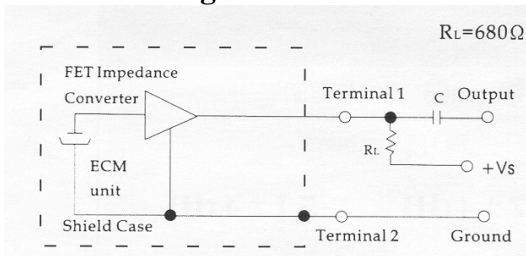 RL=680Ω
FET Impedance
Converter
Terminal 1
C
Output
RL
+Vs
ECM
unit
Shield Case
Terminal 2
Ground